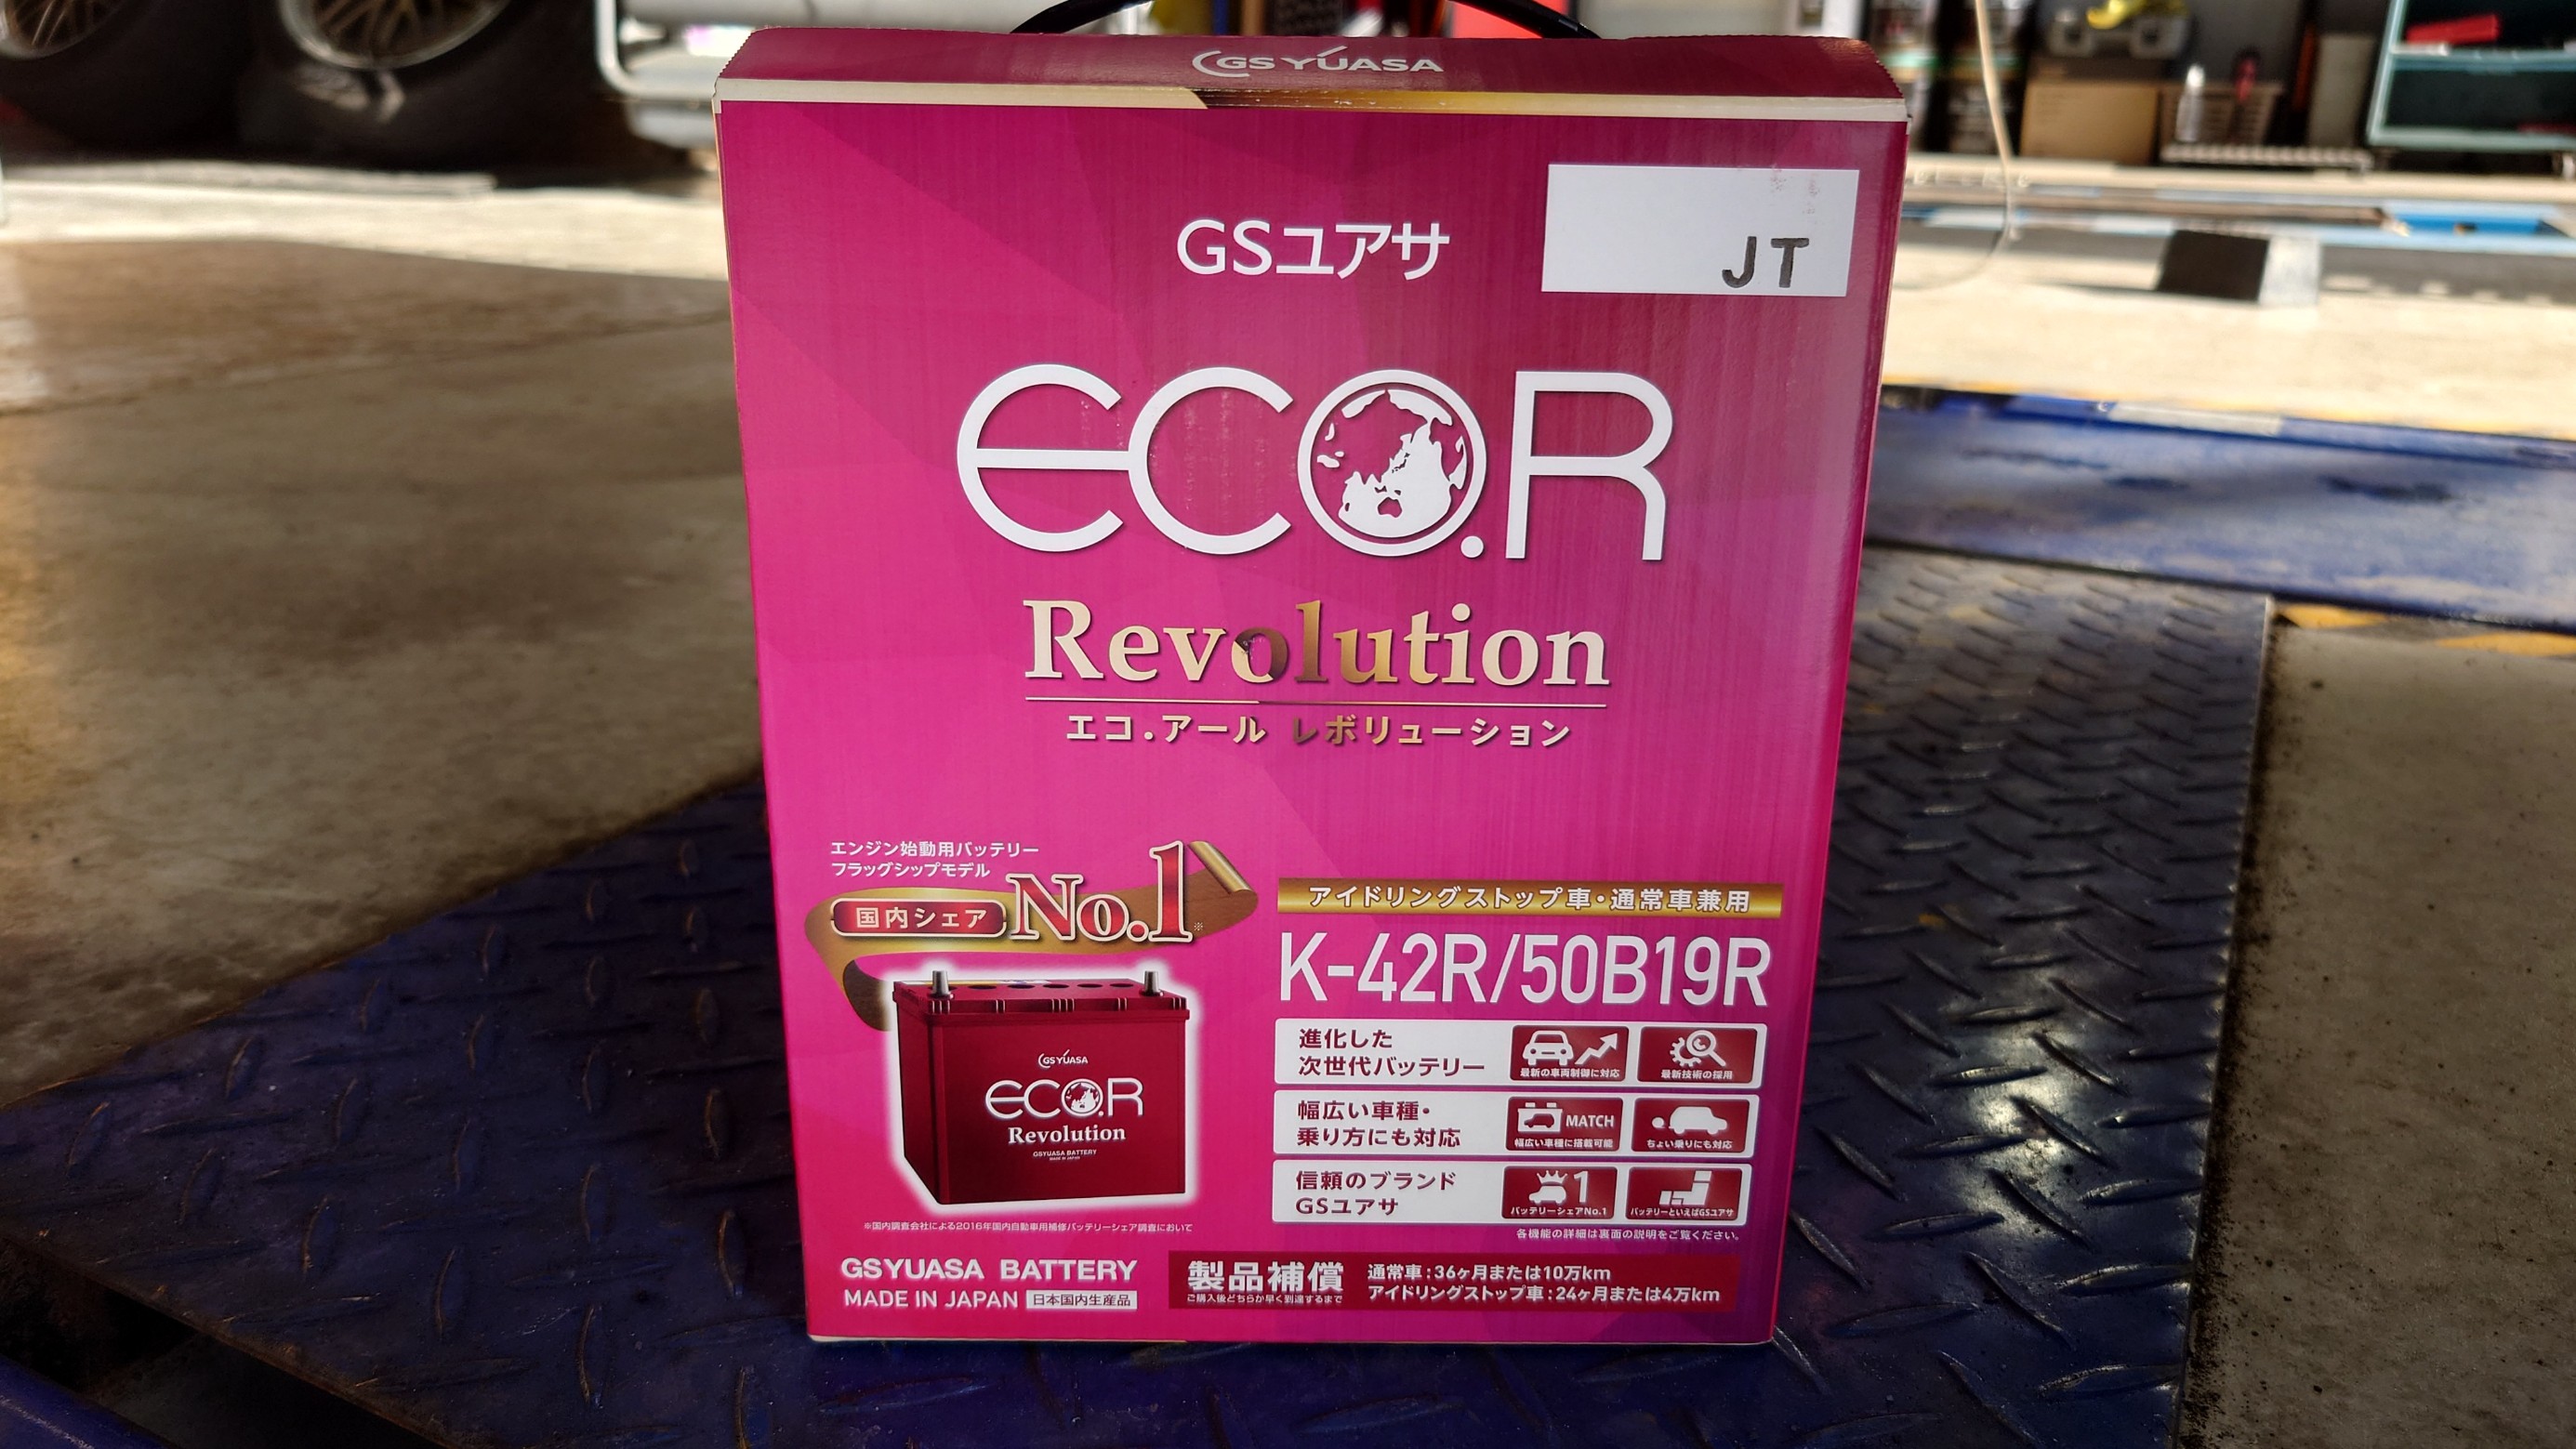 GS YUASA
GSユアサ
JT
ECO.R
Revolution
エコ.アール レボリューション
エンジン始動用バッテリー
フラッグシップモデル
国内シェア No.1※
GS YUASA
ECO.R
Revolution
GSYUASA BATTERY
MADE IN JAPAN
※国内調査会社による2016年国内自動車用補修バッテリーシェア調査において
アイドリングストップ車・通常車兼用
K-42R/50B19R
進化した
次世代バッテリー
最新の車両制御に対応
最新技術の採用
幅広い車種・
乗り方にも対応
MATCH
幅広い車種に搭載可能
ちょい乗りにも対応
信頼のブランド
GSユアサ
1
バッテリーシェアNo.1
バッテリーといえばGSユアサ
各機能の詳細は裏面の説明をご覧ください。
GSYUASA BATTERY
MADE IN JAPAN 日本国内生産品
製品補償
ご購入後どちらか早く到達するまで
通常車:36ヶ月または10万km
アイドリングストップ車:24ヶ月または4万km